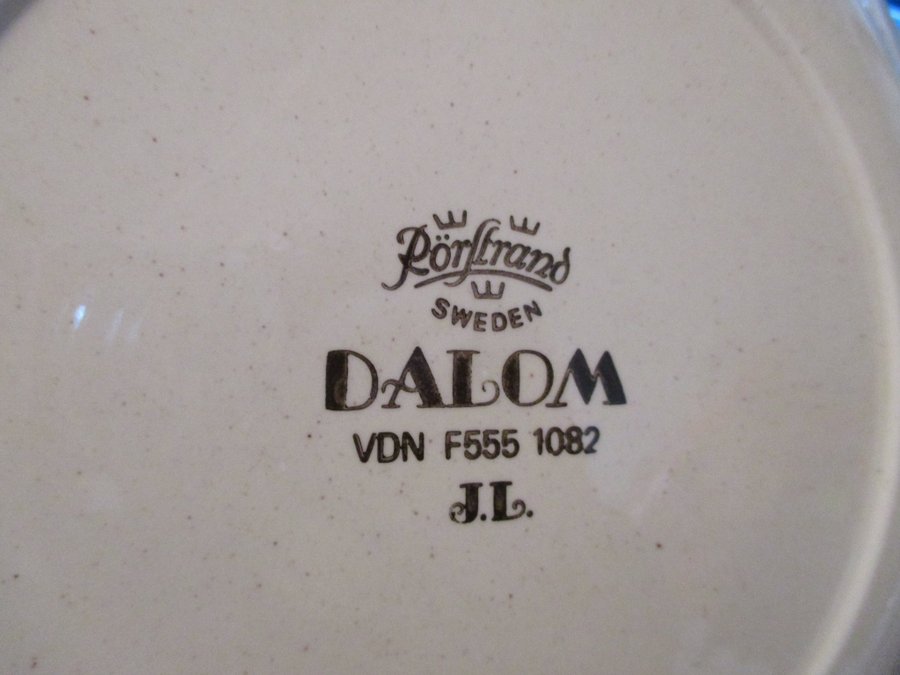 Rörstrand
SWEDEN
DALOM
VDN F555 1082
J.L.